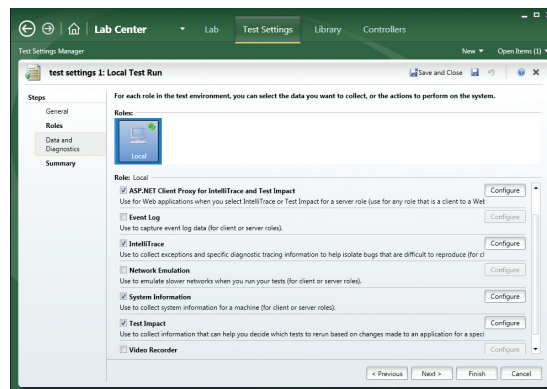 Lab Center
Lab
Test Settings
Library
Controllers
Test Settings Manager
New
Open Items (1)
test settings 1: Local Test Run
Save and Close
Steps
General
Roles
Data and
Diagnostics
Summary
For each role in the test environment, you can select the data you want to collect, or the actions to perform on the system.
Roles:
Local
Role: Local
ASP.NET Client Proxy for IntelliTrace and Test Impact
Configure
Use for Web applications when you select IntelliTrace or Test Impact for a server role (use for any role that is a client to a Wet
Event Log
Configure
Use to capture event log data (for client or server roles).
IntelliTrace
Configure
Use to collect exceptions and specific diagnostic tracing information to help isolate bugs that are difficult to reproduce (for cl
Network Emulation
Configure
Use to emulate slower networks when you run your tests (for client or server roles).
System Information
Configure
Use to collect system information for a machine (for client or server roles).
Test Impact
Configure
Use to collect information that can help you decide which tests to rerun based on changes made to an application for a speci
Video Recorder
Configure
< Previous
Next >
Finish
Cancel